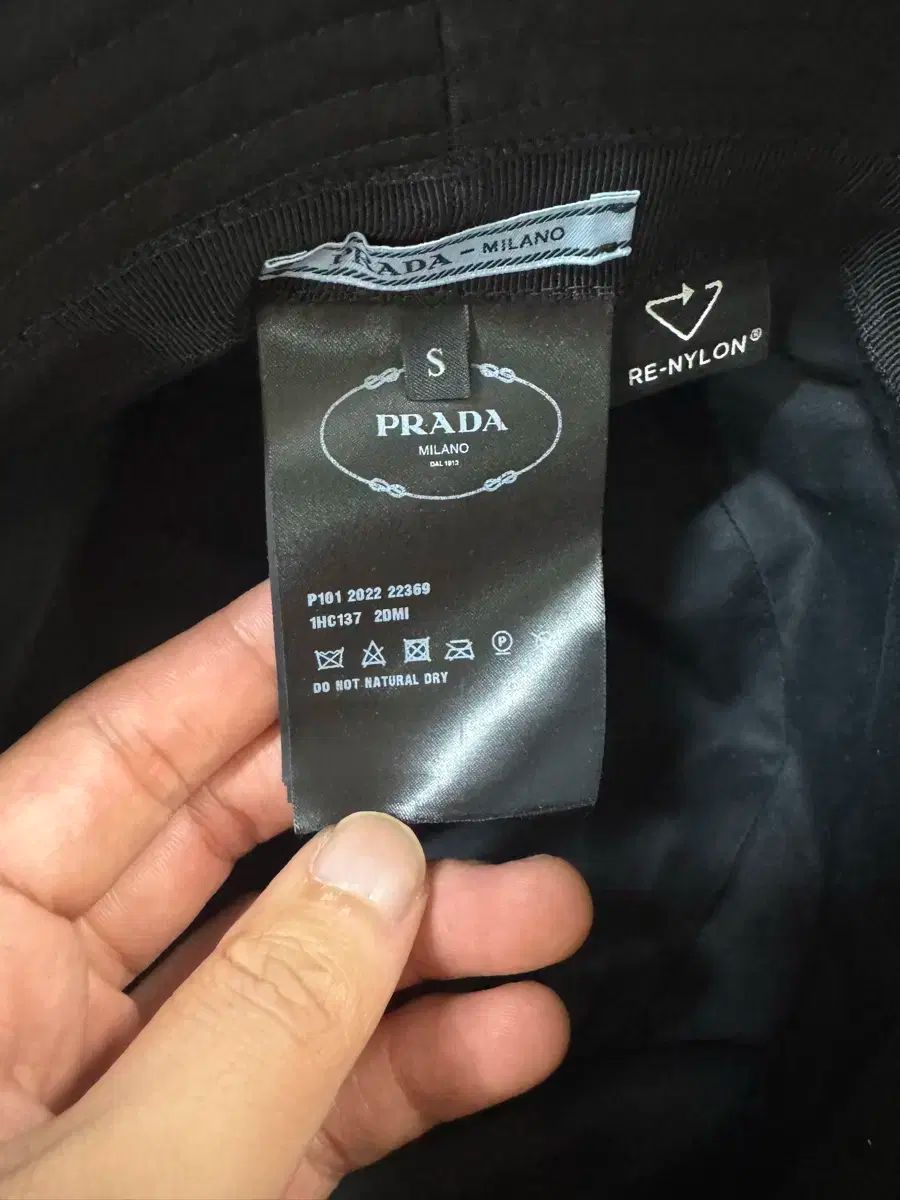 PRADA – MILANO
S
RE-NYLON®
PRADA
MILANO
DAL 1913
P101 2022 22369
1HC137 2DMI
P
DO NOT NATURAL DRY